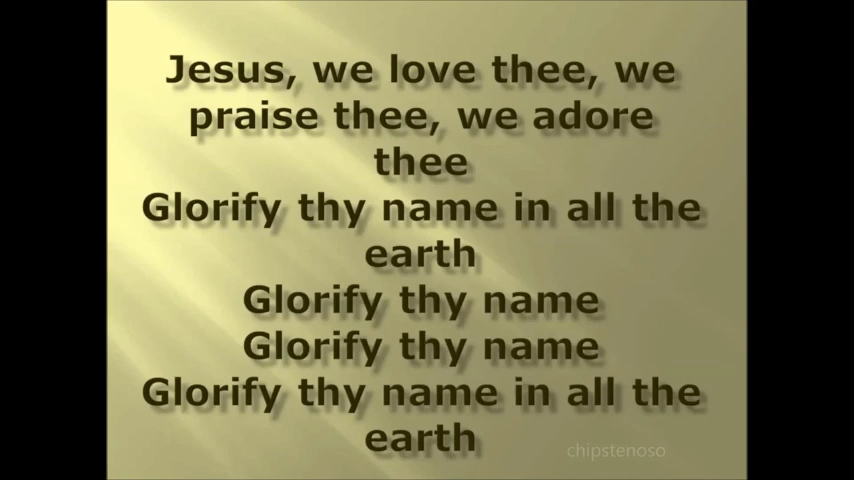 Jesus, we love thee, we
praise thee, we adore
thee
Glorify thy name in all the
earth
Glorify thy name
Glorify thy name
Glorify thy name in all the
earth
chipstenoso